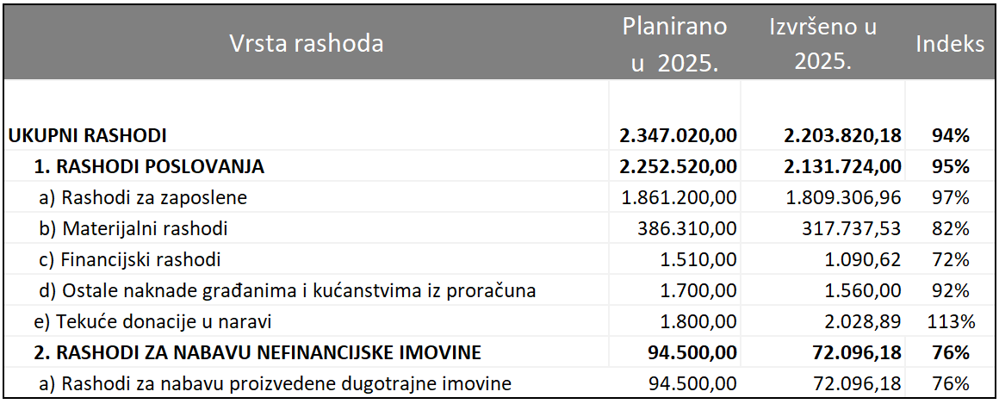 Vrsta rashoda Planirano u 2025. Izvršeno u 2025. Indeks
UKUPNI RASHODI 2.347.020,00 2.203.820,18 94%
1. RASHODI POSLOVANJA 2.252.520,00 2.131.724,00 95%
a) Rashodi za zaposlene 1.861.200,00 1.809.306,96 97%
b) Materijalni rashodi 386.310,00 317.737,53 82%
c) Financijski rashodi 1.510,00 1.090,62 72%
d) Ostale naknade građanima i kućanstvima iz proračuna 1.700,00 1.560,00 92%
e) Tekuće donacije u naravi 1.800,00 2.028,89 113%
2. RASHODI ZA NABAVU NEFINANCIJSKE IMOVINE 94.500,00 72.096,18 76%
a) Rashodi za nabavu proizvedene dugotrajne imovine 94.500,00 72.096,18 76%